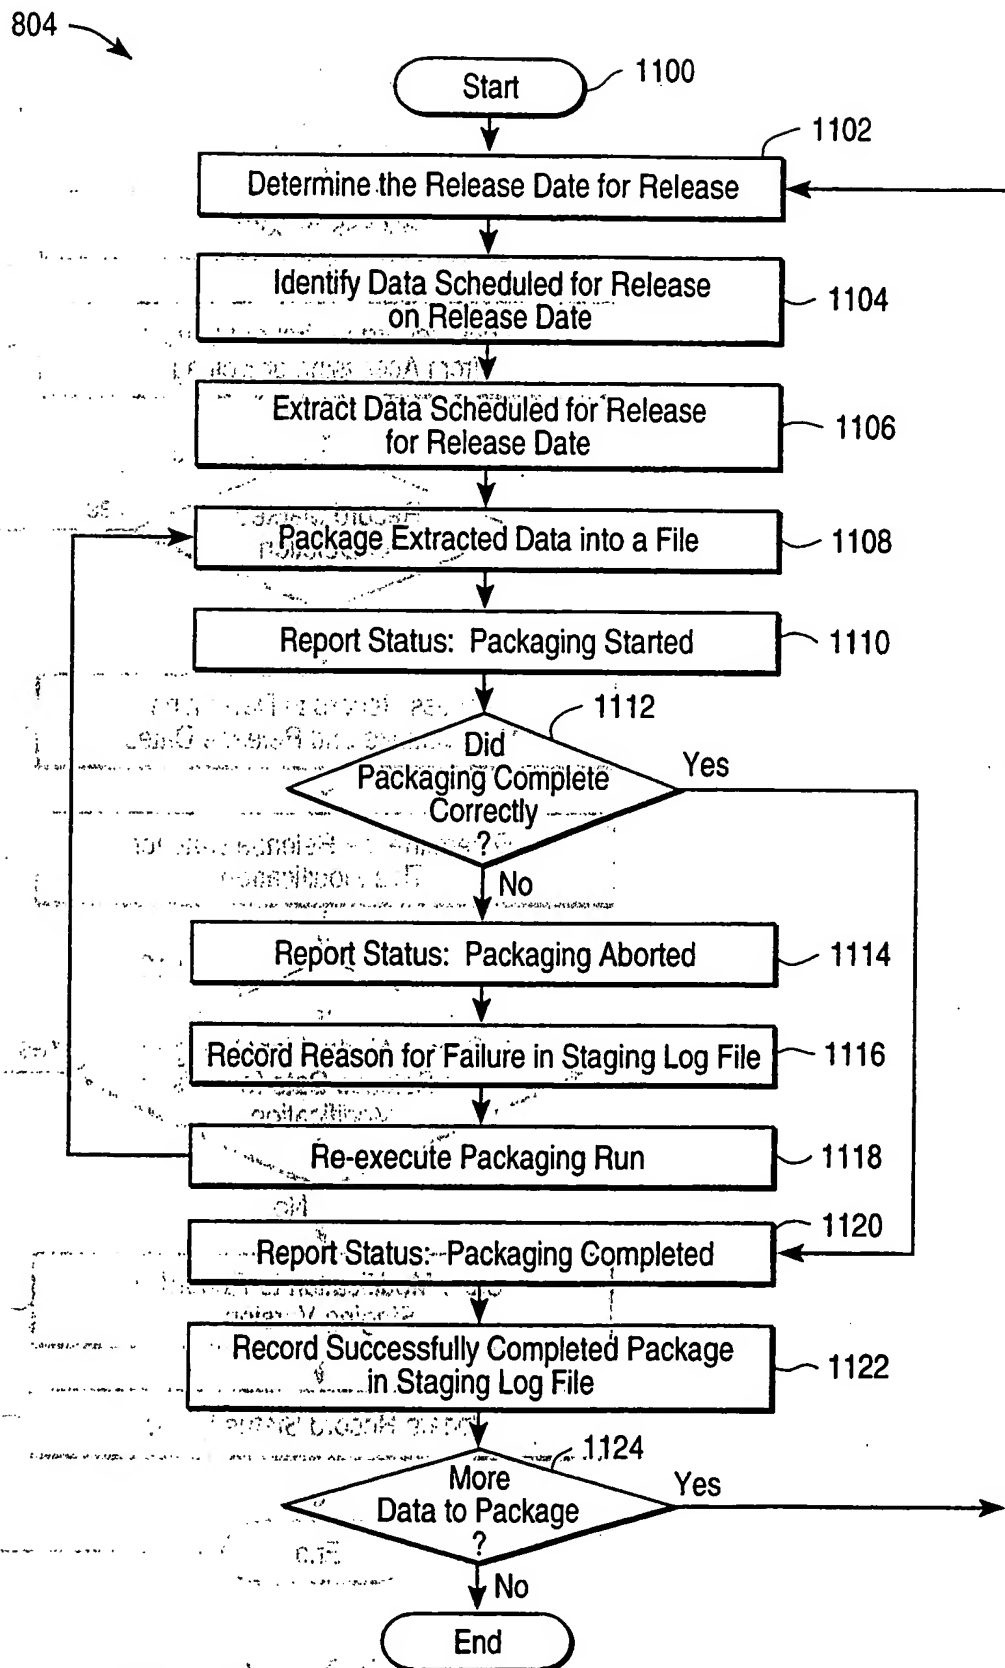 804
Start
1100
1102
Determine the Release Date for Release
Identify Data Scheduled for Release
on Release Date
1104
Extract Data Scheduled for Release
for Release Date
1106
Package Extracted Data into a File
1108
Report Status: Packaging Started
1110
1112
Did
Packaging Complete
Correctly
?
Yes
No
Report Status: Packaging Aborted
1114
Record Reason for Failure in Staging Log File
1116
Re-execute Packaging Run
1118
1120
Report Status: Packaging Completed
Record Successfully Completed Package
in Staging Log File
1122
1124
More
Data to Package
?
Yes
No
End